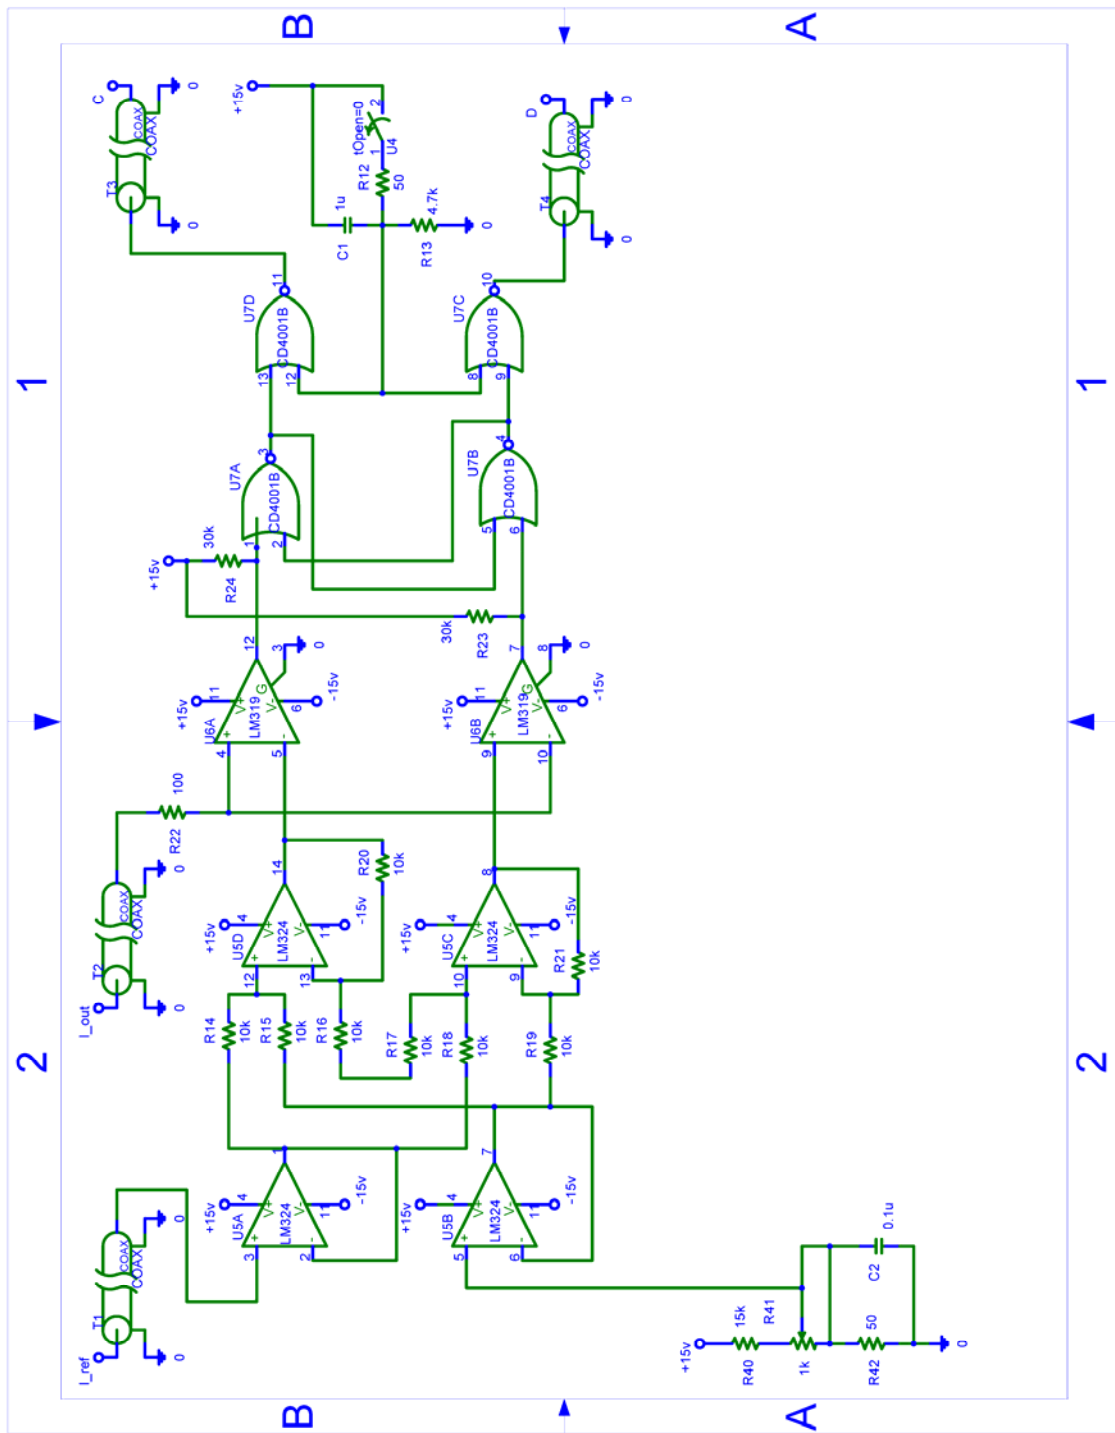 2
1
B
B
A
A
2
1
I_ref
T1
COAX
COAX
0
0
I_out
T2
COAX
COAX
0
0
R22
100
+15v
U5A
3
2
4
V+
V-
11
LM324
1
-15v
+15v
U5B
5
6
4
V+
V-
11
LM324
7
-15v
R14
10k
R15
10k
R16
10k
R17
10k
R18
10k
R19
10k
+15v
U5D
12
13
4
V+
V-
11
LM324
14
-15v
R20
10k
+15v
U5C
10
9
4
V+
V-
11
LM324
8
-15v
R21
10k
+15v
U6A
4
5
11
V+
V-
G
6
LM319
12
3
0
-15v
+15v
U6B
9
10
11
V+
V-
G
6
LM319
7
8
0
-15v
+15v
R24
30k
R23
30k
U7A
1
2
CD4001B
3
U7B
5
6
CD4001B
4
U7D
13
12
CD4001B
11
U7C
8
9
CD4001B
10
T3
COAX
COAX
C
0
0
+15v
C1
1u
R12
50
tOpen=0
1
2
U4
R13
4.7k
0
T4
COAX
COAX
D
0
0
+15v
R40
15k
R41
1k
R42
50
C2
0.1u
0